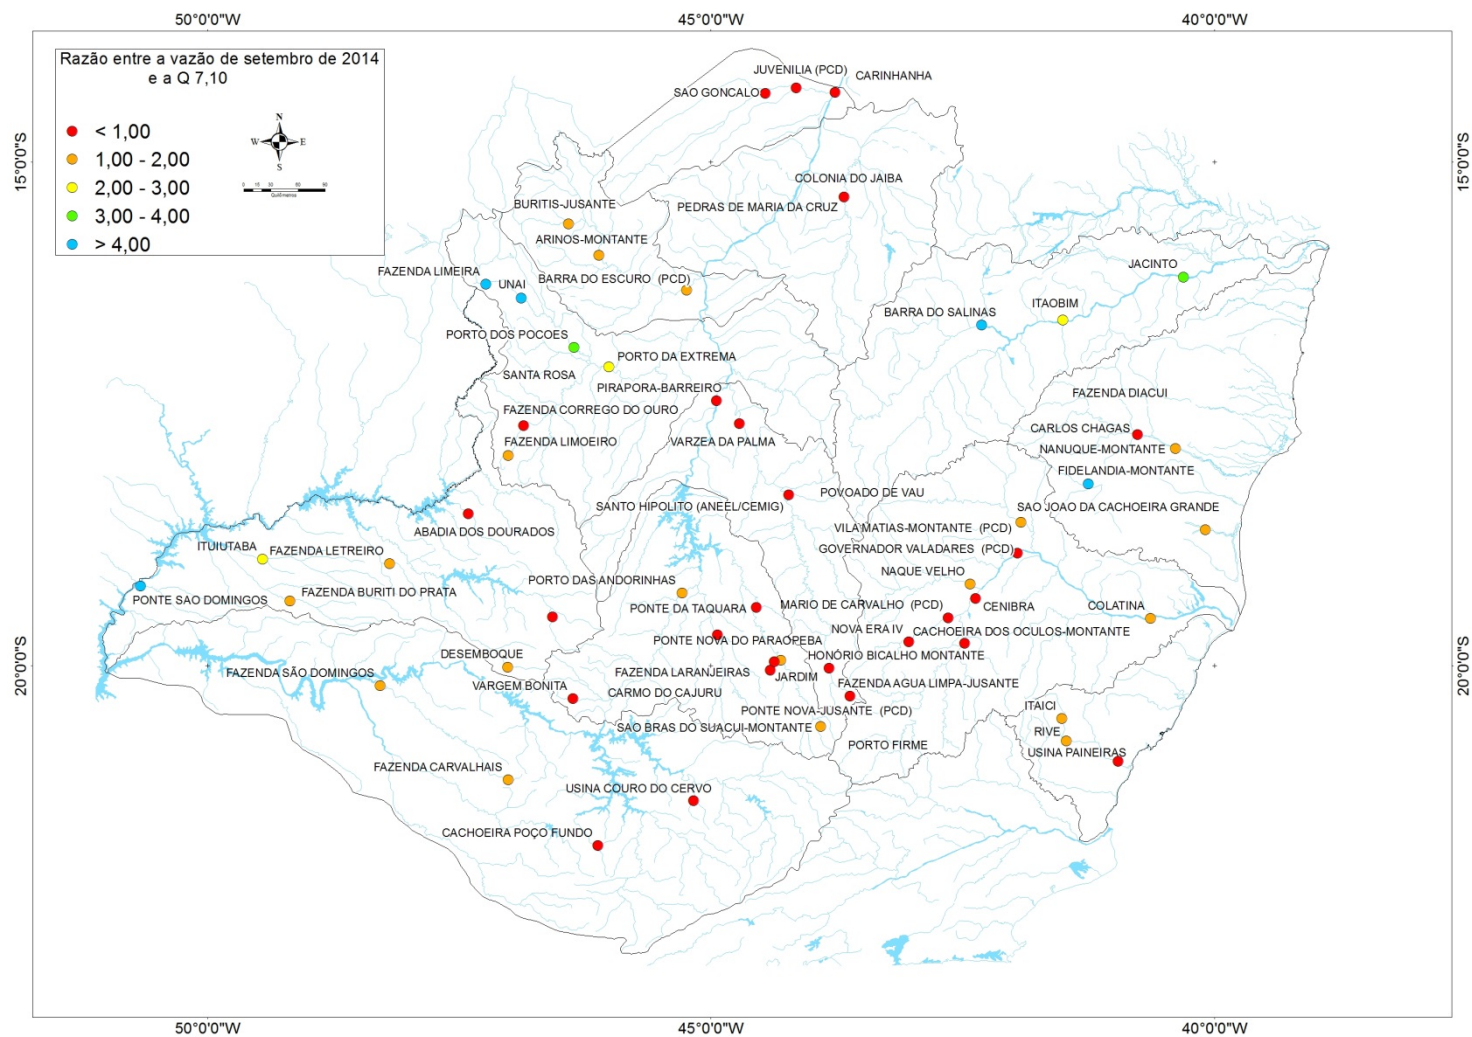 50°0'0"W
45°0'0"W
40°0'0"W
Razão entre a vazão de setembro de 2014
e a Q 7,10
< 1,00
1,00 - 2,00
2,00 - 3,00
3,00 - 4,00
> 4,00
N
W
E
S
15°0'0"S
15°0'0"S
20°0'0"S
20°0'0"S
JUVENILIA (PCD)
CARINHANHA
SAO GONCALO
COLONIA DO JAIBA
PEDRAS DE MARIA DA CRUZ
BURITIS-JUSANTE
ARINOS-MONTANTE
FAZENDA LIMEIRA
BARRA DO ESCURO (PCD)
UNAI
JACINTO
ITAOBIM
BARRA DO SALINAS
PORTO DOS POCOES
PORTO DA EXTREMA
SANTA ROSA
PIRAPORA-BARREIRO
FAZENDA DIACUI
FAZENDA CORREGO DO OURO
CARLOS CHAGAS
FAZENDA LIMOEIRO
VARZEA DA PALMA
NANUQUE-MONTANTE
FIDELANDIA-MONTANTE
POVOADO DE VAU
SANTO HIPOLITO (ANEEL/CEMIG)
SAO JOAO DA CACHOEIRA GRANDE
ABADIA DOS DOURADOS
VILA MATIAS-MONTANTE (PCD)
ITUIUTABA
FAZENDA LETREIRO
GOVERNADOR VALADARES (PCD)
NAQUE VELHO
PORTO DAS ANDORINHAS
PONTE SAO DOMINGOS
FAZENDA BURITI DO PRATA
PONTE DA TAQUARA
MARIO DE CARVALHO (PCD)
CENIBRA
COLATINA
NOVA ERA IV
CACHOEIRA DOS OCULOS-MONTANTE
PONTE NOVA DO PARAOPEBA
DESEMBOQUE
HONÓRIO BICALHO MONTANTE
FAZENDA SÃO DOMINGOS
FAZENDA LARANJEIRAS
JARDIM
FAZENDA AGUA LIMPA-JUSANTE
VARGEM BONITA
CARMO DO CAJURU
PONTE NOVA-JUSANTE (PCD)
ITAICI
SAO BRAS DO SUACUI-MONTANTE
RIVE
PORTO FIRME
USINA PAINEIRAS
FAZENDA CARVALHAIS
USINA COURO DO CERVO
CACHOEIRA POÇO FUNDO
50°0'0"W
45°0'0"W
40°0'0"W